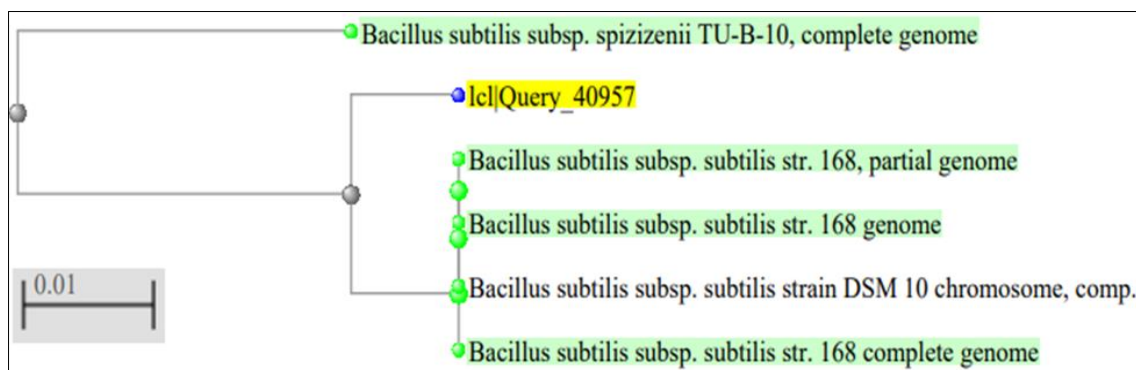 Bacillus subtilis subsp. spizizenii TU-B-10, complete genome
lcl|Query_40957
Bacillus subtilis subsp. subtilis str. 168, partial genome
Bacillus subtilis subsp. subtilis str. 168 genome
0.01
Bacillus subtilis subsp. subtilis strain DSM 10 chromosome, comp.
Bacillus subtilis subsp. subtilis str. 168 complete genome